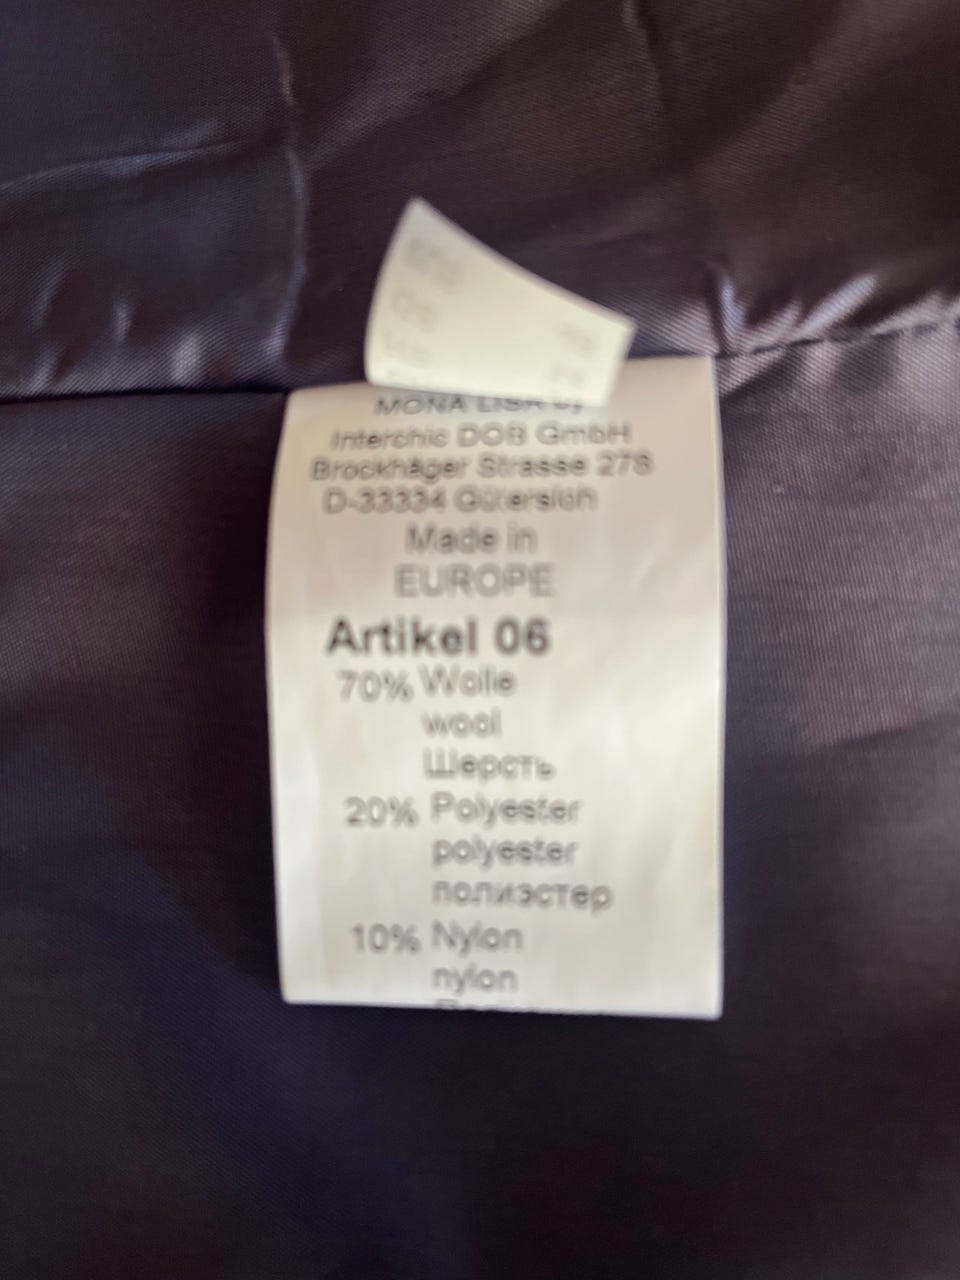 MONA LISA by
Interchic DOB GmbH
Brockhäger Strasse 278
D-33334 Gütersloh
Made in
EUROPE
Artikel 06
70% Wolle
wool
Шерсть
20% Polyester
polyester
полиэстер
10% Nylon
nylon